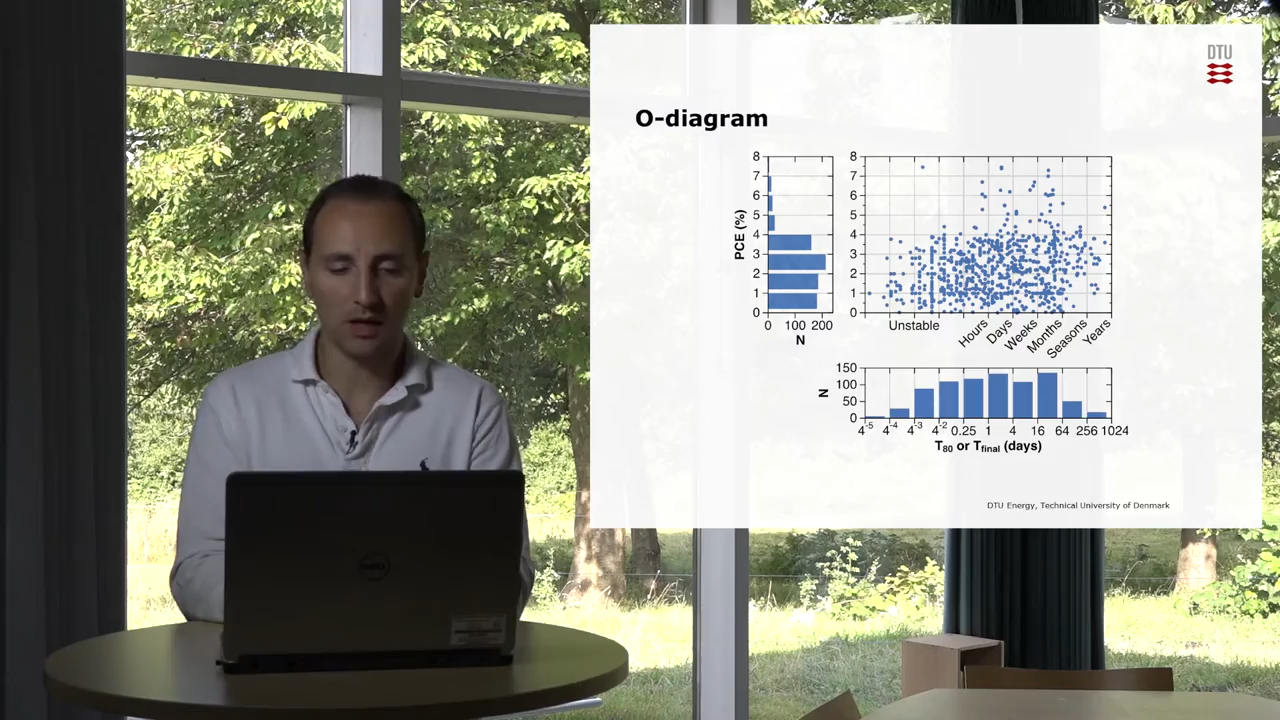 DTU
O-diagram
8
7
6
5
4
3
2
1
0
PCE (%)
0 100 200
N
8
7
6
5
4
3
2
1
0
Unstable Hours Days Weeks Months Seasons Years
150
100
50
0
N
4-5 4-4 4-3 4-2 0.25 1 4 16 64 256 1024
T80 or Tfinal (days)
DTU Energy, Technical University of Denmark
DELL